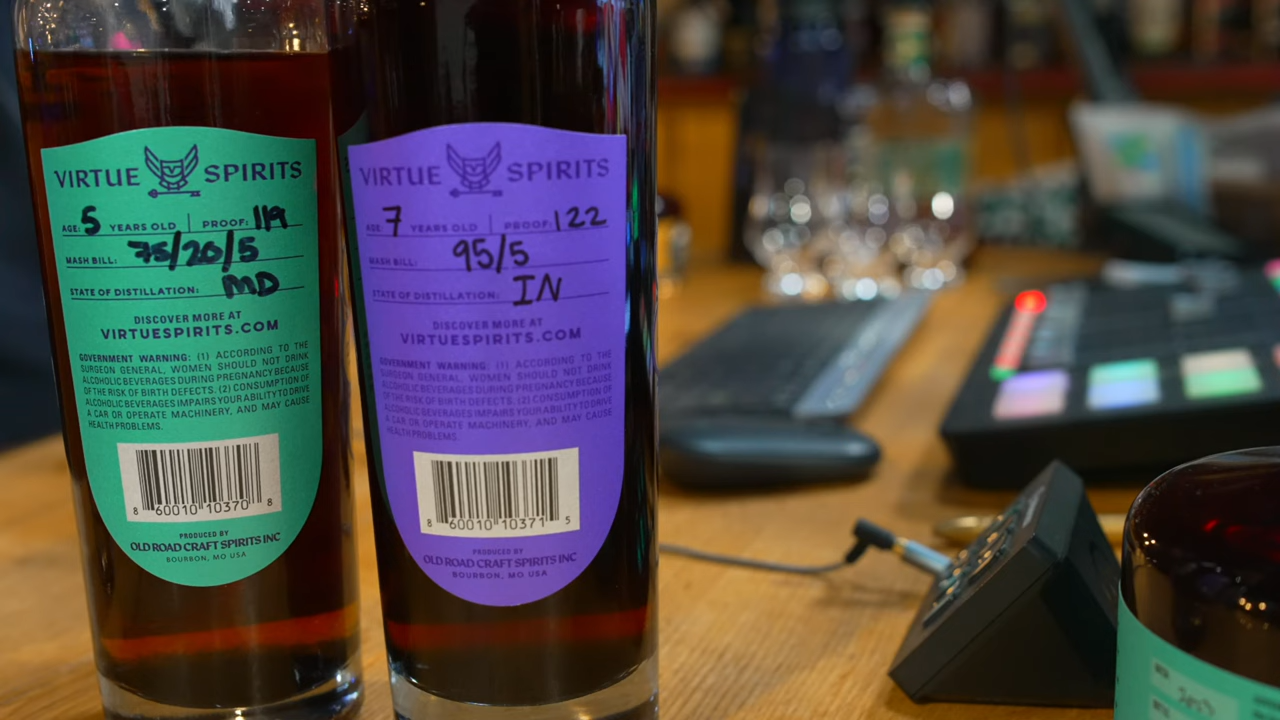 VIRTUE SPIRITS
AGE: 5 YEARS OLD | PROOF: 119
MASH BILL: 75/20/5
STATE OF DISTILLATION: MD
DISCOVER MORE AT
VIRTUESPIRITS.COM
GOVERNMENT WARNING: (1) ACCORDING TO THE
SURGEON GENERAL, WOMEN SHOULD NOT DRINK
ALCOHOLIC BEVERAGES DURING PREGNANCY BECAUSE
OF THE RISK OF BIRTH DEFECTS. (2) CONSUMPTION OF
ALCOHOLIC BEVERAGES IMPAIRS YOUR ABILITY TO DRIVE
A CAR OR OPERATE MACHINERY, AND MAY CAUSE
HEALTH PROBLEMS.
8 60010 10370 8
PRODUCED BY
OLD ROAD CRAFT SPIRITS INC
BOURBON, MO USA
VIRTUE SPIRITS
AGE: 7 YEARS OLD | PROOF: 122
MASH BILL: 95/5
STATE OF DISTILLATION: IN
DISCOVER MORE AT
VIRTUESPIRITS.COM
GOVERNMENT WARNING: (1) ACCORDING TO THE
SURGEON GENERAL, WOMEN SHOULD NOT DRINK
ALCOHOLIC BEVERAGES DURING PREGNANCY BECAUSE
OF THE RISK OF BIRTH DEFECTS. (2) CONSUMPTION OF
ALCOHOLIC BEVERAGES IMPAIRS YOUR ABILITY TO DRIVE
A CAR OR OPERATE MACHINERY, AND MAY CAUSE
HEALTH PROBLEMS.
8 60010 10371 5
PRODUCED BY
OLD ROAD CRAFT SPIRITS INC
BOURBON, MO USA